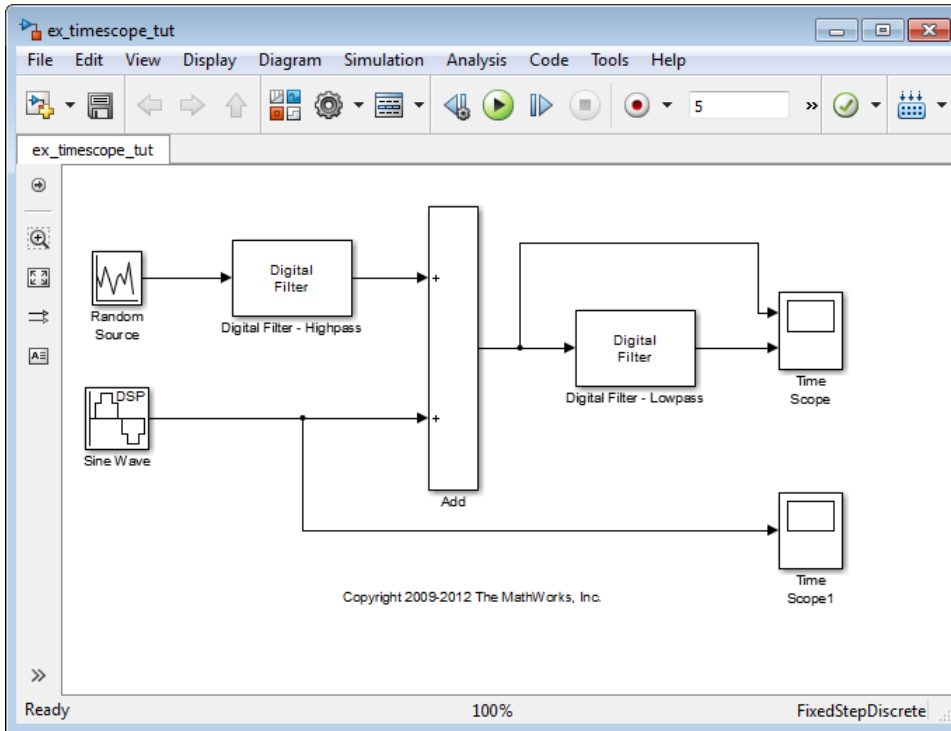 ex_timescope_tut
File Edit View Display Diagram Simulation Analysis Code Tools Help
5
»
ex_timescope_tut
Random
Source
Digital
Filter
Digital Filter - Highpass
+
DSP
Sine Wave
+
Add
Digital
Filter
Digital Filter - Lowpass
Time
Scope
Time
Scope1
Copyright 2009-2012 The MathWorks, Inc.
A
»
Ready 100% FixedStepDiscrete